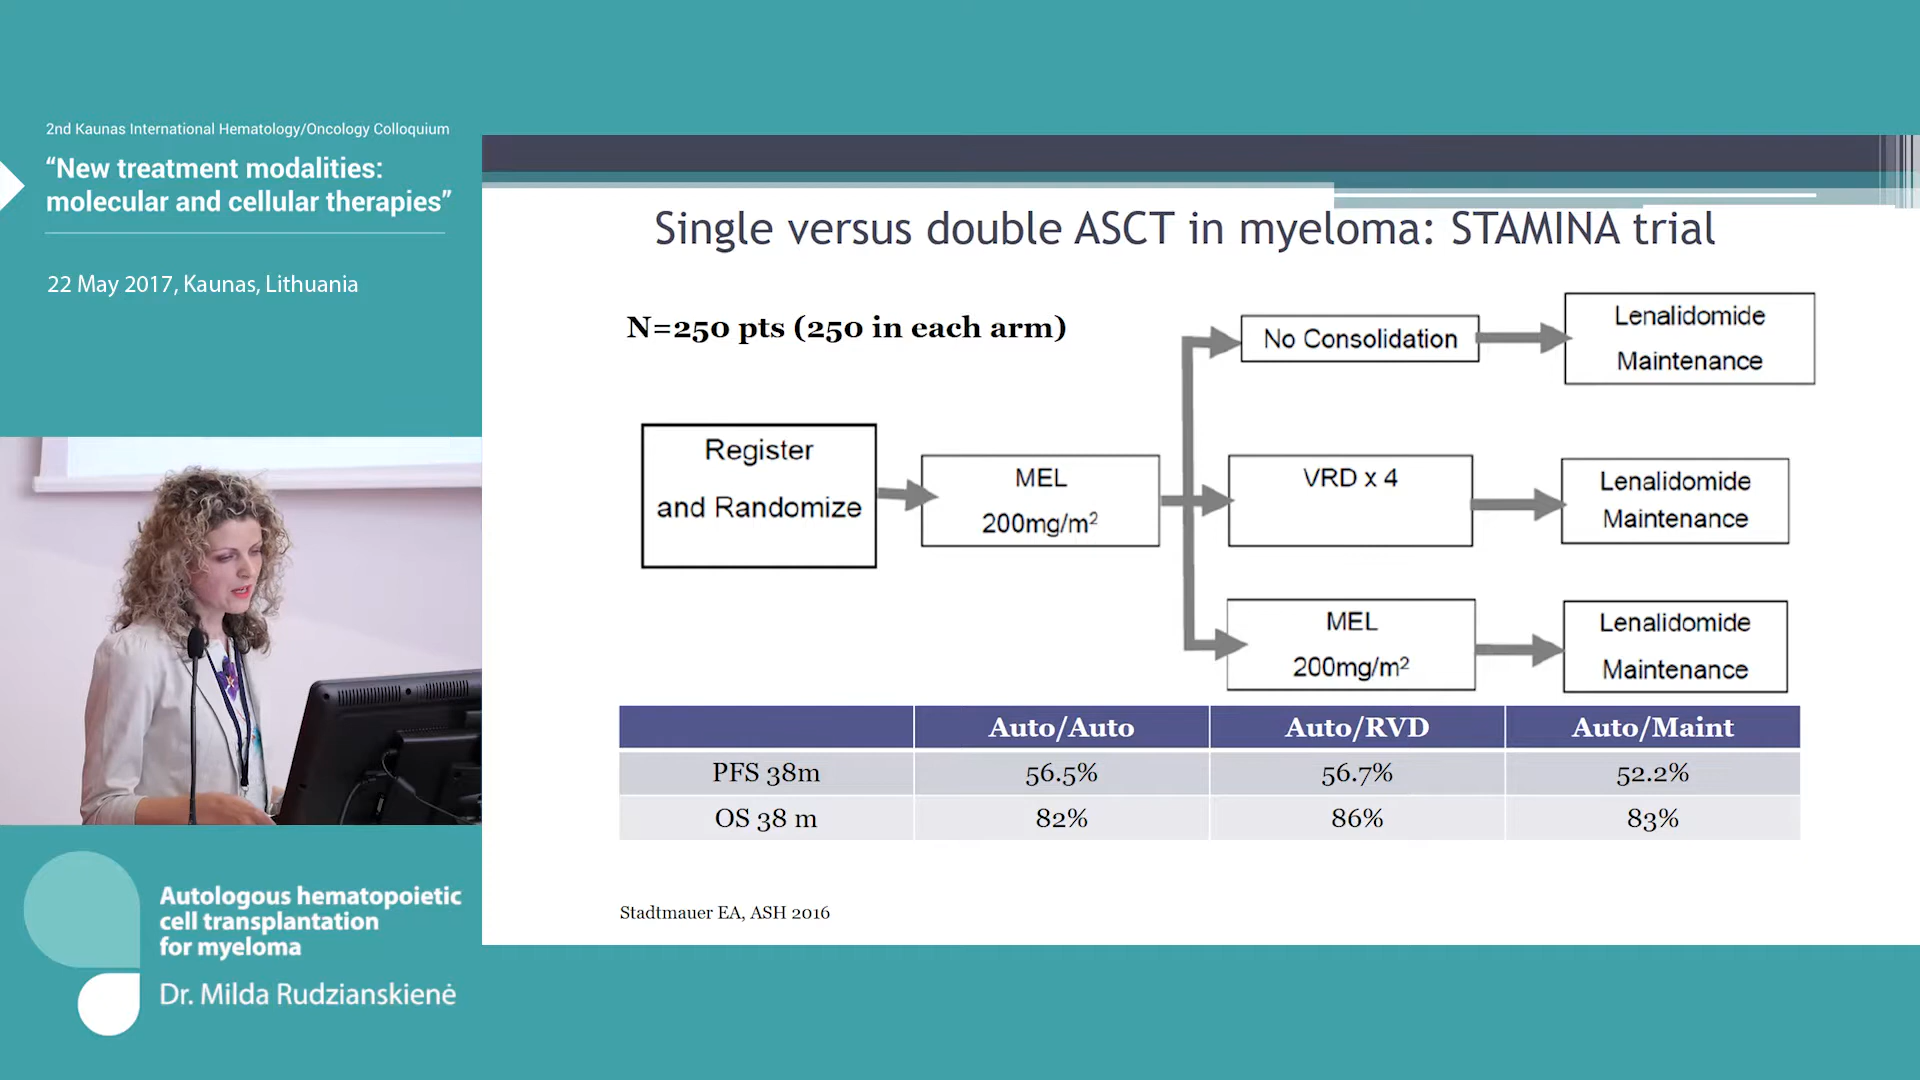 2nd Kaunas International Hematology/Oncology Colloquium
“New treatment modalities:
molecular and cellular therapies”
22 May 2017, Kaunas, Lithuania
Single versus double ASCT in myeloma: STAMINA trial
N=250 pts (250 in each arm)
Register
and Randomize
MEL
200mg/m²
No Consolidation
Lenalidomide
Maintenance
VRD x 4
Lenalidomide
Maintenance
MEL
200mg/m²
Lenalidomide
Maintenance
Auto/Auto Auto/RVD Auto/Maint
PFS 38m 56.5% 56.7% 52.2%
OS 38 m 82% 86% 83%
Stadtmauer EA, ASH 2016
Autologous hematopoietic
cell transplantation
for myeloma
Dr. Milda Rudzianskienė